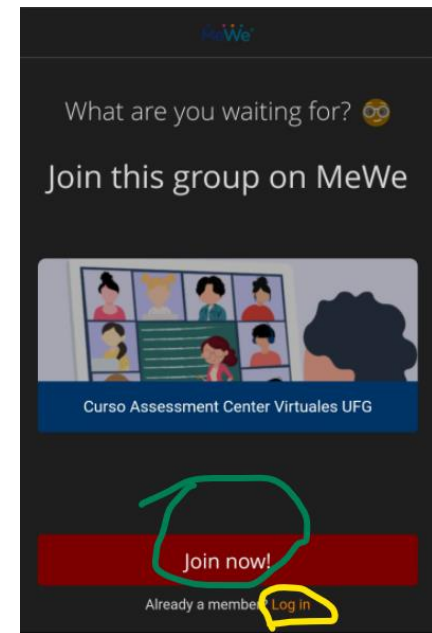 MeWe
What are you waiting for? 🤓
Join this group on MeWe
Curso Assessment Center Virtuales UFG
Join now!
Already a member? Log in